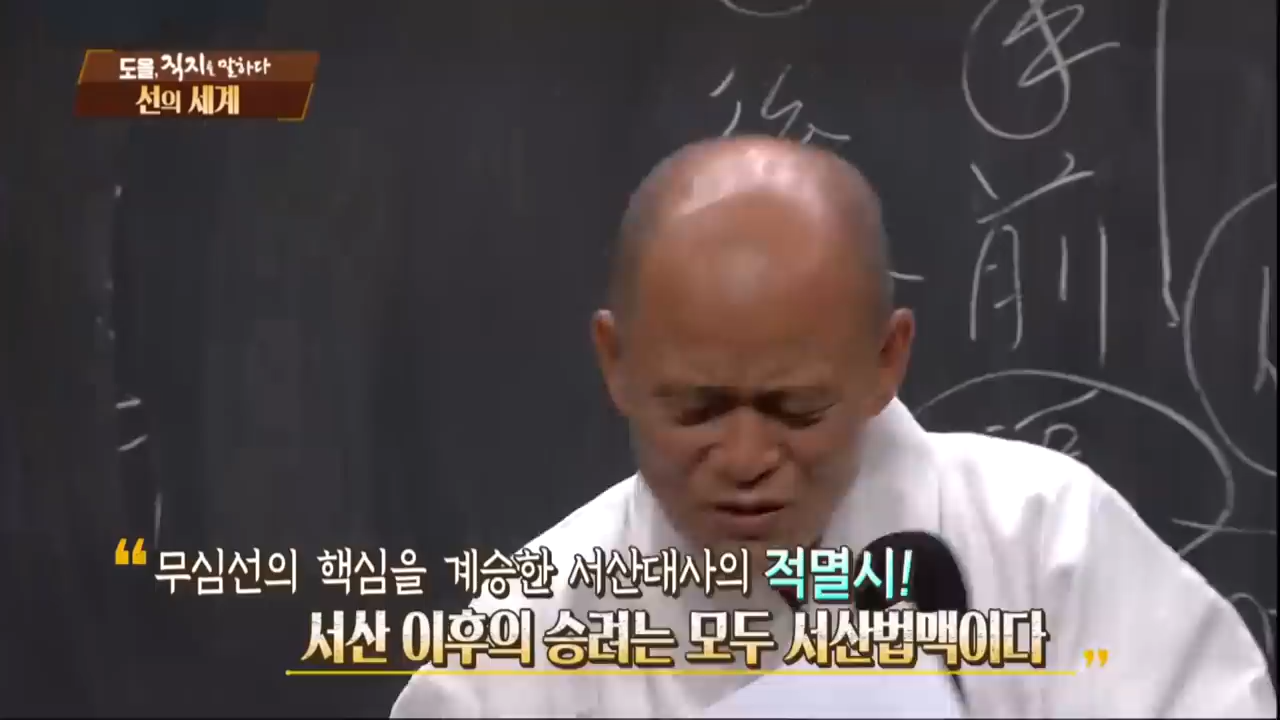 도올, 직지를 말하다
선의 세계
後
前
“무심선의 핵심을 계승한 서산대사의 적멸시!
서산 이후의 승려는 모두 서산법맥이다”